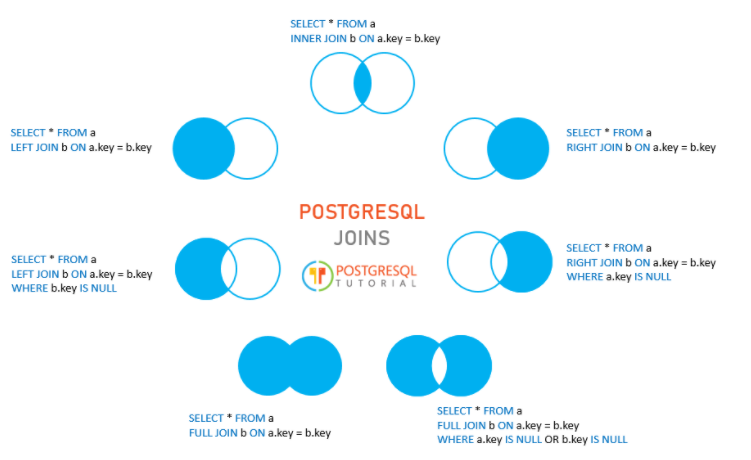 SELECT * FROM a
INNER JOIN b ON a.key = b.key
SELECT * FROM a
LEFT JOIN b ON a.key = b.key
SELECT * FROM a
RIGHT JOIN b ON a.key = b.key
POSTGRESQL
JOINS
POSTGRESQL
TUTORIAL
SELECT * FROM a
LEFT JOIN b ON a.key = b.key
WHERE b.key IS NULL
SELECT * FROM a
RIGHT JOIN b ON a.key = b.key
WHERE a.key IS NULL
SELECT * FROM a
FULL JOIN b ON a.key = b.key
SELECT * FROM a
FULL JOIN b ON a.key = b.key
WHERE a.key IS NULL OR b.key IS NULL